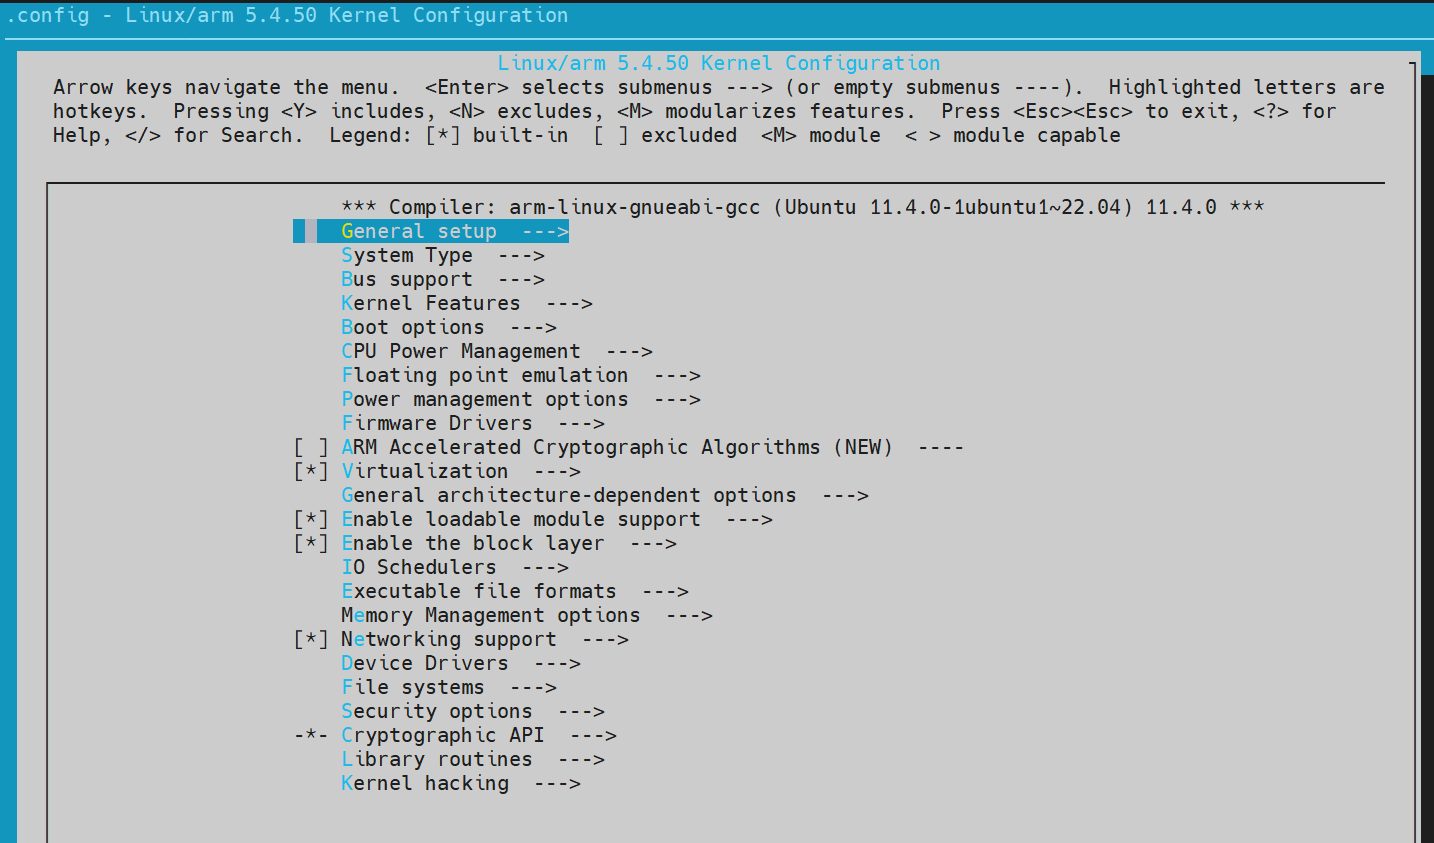 .config - Linux/arm 5.4.50 Kernel Configuration
Linux/arm 5.4.50 Kernel Configuration
Arrow keys navigate the menu.  <Enter> selects submenus ---> (or empty submenus ----).  Highlighted letters are
hotkeys.  Pressing <Y> includes, <N> excludes, <M> modularizes features.  Press <Esc><Esc> to exit, <?> for
Help, </> for Search.  Legend: [*] built-in  [ ] excluded  <M> module  < > module capable
*** Compiler: arm-linux-gnueabi-gcc (Ubuntu 11.4.0-1ubuntu1~22.04) 11.4.0 ***
General setup  --->
System Type  --->
Bus support  --->
Kernel Features  --->
Boot options  --->
CPU Power Management  --->
Floating point emulation  --->
Power management options  --->
Firmware Drivers  --->
[ ] ARM Accelerated Cryptographic Algorithms (NEW)  ----
[*] Virtualization  --->
General architecture-dependent options  --->
[*] Enable loadable module support  --->
[*] Enable the block layer  --->
IO Schedulers  --->
Executable file formats  --->
Memory Management options  --->
[*] Networking support  --->
Device Drivers  --->
File systems  --->
Security options  --->
-*- Cryptographic API  --->
Library routines  --->
Kernel hacking  --->